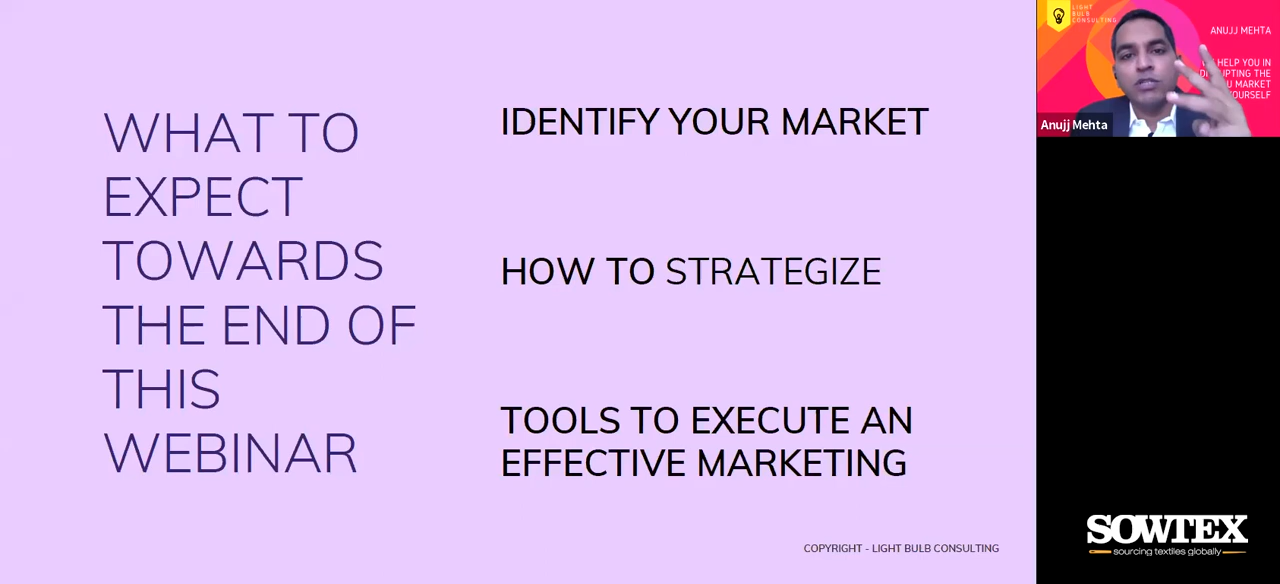 WHAT TO
EXPECT
TOWARDS
THE END OF
THIS
WEBINAR
IDENTIFY YOUR MARKET
HOW TO STRATEGIZE
TOOLS TO EXECUTE AN
EFFECTIVE MARKETING
COPYRIGHT - LIGHT BULB CONSULTING
LIGHT
BULB
CONSULTING
ANUJJ MEHTA
HELP YOU IN
THE
MARKET
Anujj Mehta
SOWTEX
sourcing textiles globally